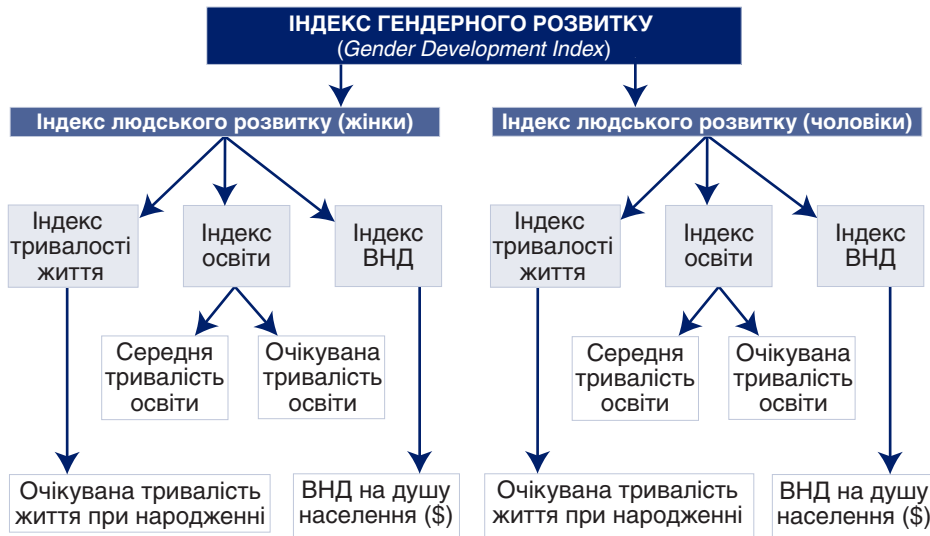 ІНДЕКС ГЕНДЕРНОГО РОЗВИТКУ
(Gender Development Index)
Індекс людського розвитку (жінки)
Індекс людського розвитку (чоловіки)
Індекс
тривалості
життя
Індекс
освіти
Індекс
ВНД
Індекс
тривалості
життя
Індекс
освіти
Індекс
ВНД
Середня
тривалість
освіти
Очікувана
тривалість
освіти
Середня
тривалість
освіти
Очікувана
тривалість
освіти
Очікувана тривалість
життя при народженні
ВНД на душу
населення ($)
Очікувана тривалість
життя при народженні
ВНД на душу
населення ($)